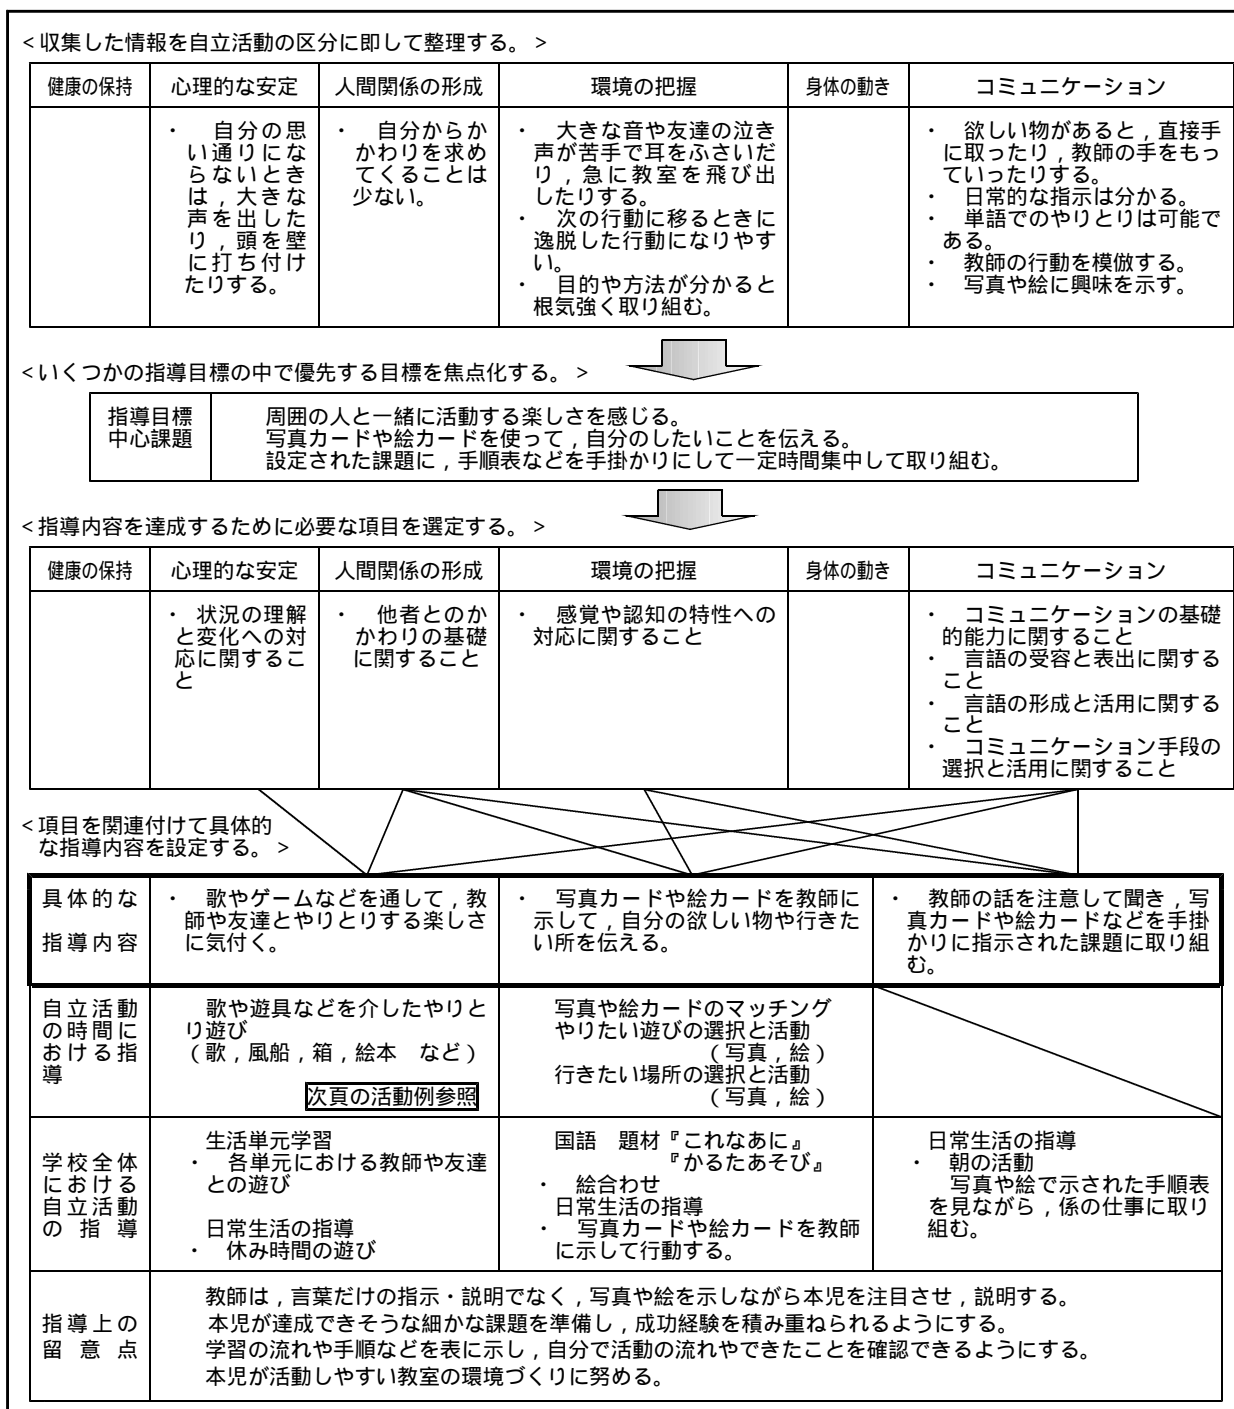 <収集した情報を自立活動の区分に即して整理する。>
健康の保持
心理的な安定
人間関係の形成
環境の把握
身体の動き
コミュニケーション
・ 自分の思
い通りにな
らないとき
は，大きな
声を出した
り，頭を壁
に打ち付け
たりする。
・ 自分からか
かわりを求め
てくることは
少ない。
・ 大きな音や友達の泣き
声が苦手で耳をふさいだ
り，急に教室を飛び出
したりする。
・ 次の行動に移るときに
逸脱した行動になりやす
い。
・ 目的や方法が分かると
根気強く取り組む。
・ 欲しい物があると，直接手
に取ったり，教師の手をもっ
ていったりする。
・ 日常的な指示は分かる。
・ 単語でのやりとりは可能で
ある。
・ 教師の行動を模倣する。
・ 写真や絵に興味を示す。
<いくつかの指導目標の中で優先する目標を焦点化する。>
指導目標
中心課題
周囲の人と一緒に活動する楽しさを感じる。
写真カードや絵カードを使って，自分のしたいことを伝える。
設定された課題に，手順表などを手掛かりにして一定時間集中して取り組む。
<指導内容を達成するために必要な項目を選定する。>
健康の保持
心理的な安定
人間関係の形成
環境の把握
身体の動き
コミュニケーション
・ 状況の理解
と変化への対
応に関するこ
と
・ 他者とのか
かわりの基礎
に関すること
・ 感覚や認知の特性への
対応に関すること
・ コミュニケーションの基礎
的能力に関すること
・ 言語の受容と表出に関する
こと
・ 言語の形成と活用に関する
こと
・ コミュニケーション手段の
選択と活用に関すること
<項目を関連付けて具体的
な指導内容を設定する。>
具体的な
指導内容
・ 歌やゲームなどを通して，教
師や友達とやりとりする楽しさ
に気付く。
・ 写真カードや絵カードを教師に
示して，自分の欲しい物や行きた
い所を伝える。
・ 教師の話を注意して聞き，写
真カードや絵カードなどを手掛
かりに指示された課題に取り組
む。
自立活動
の時間に
おける指
導
歌や遊具などを介したやりと
り遊び
（歌，風船，箱，絵本 など）
次頁の活動例参照
写真や絵カードのマッチング
やりたい遊びの選択と活動
（写真，絵）
行きたい場所の選択と活動
（写真，絵）
学校全体
における
自立活動
の指導
生活単元学習
・ 各単元における教師や友達
との遊び
日常生活の指導
・ 休み時間の遊び
国語 題材『これなあに』
『かるたあそび』
・ 絵合わせ
日常生活の指導
・ 写真カードや絵カードを教師
に示して行動する。
日常生活の指導
・ 朝の活動
写真や絵で示された手順表
を見ながら，係の仕事に取り
組む。
指導上の
留意点
教師は，言葉だけの指示・説明でなく，写真や絵を示しながら本児を注目させ，説明する。
本児が達成できそうな細かな課題を準備し，成功経験を積み重ねられるようにする。
学習の流れや手順などを表に示し，自分で活動の流れやできたことを確認できるようにする。
本児が活動しやすい教室の環境づくりに努める。